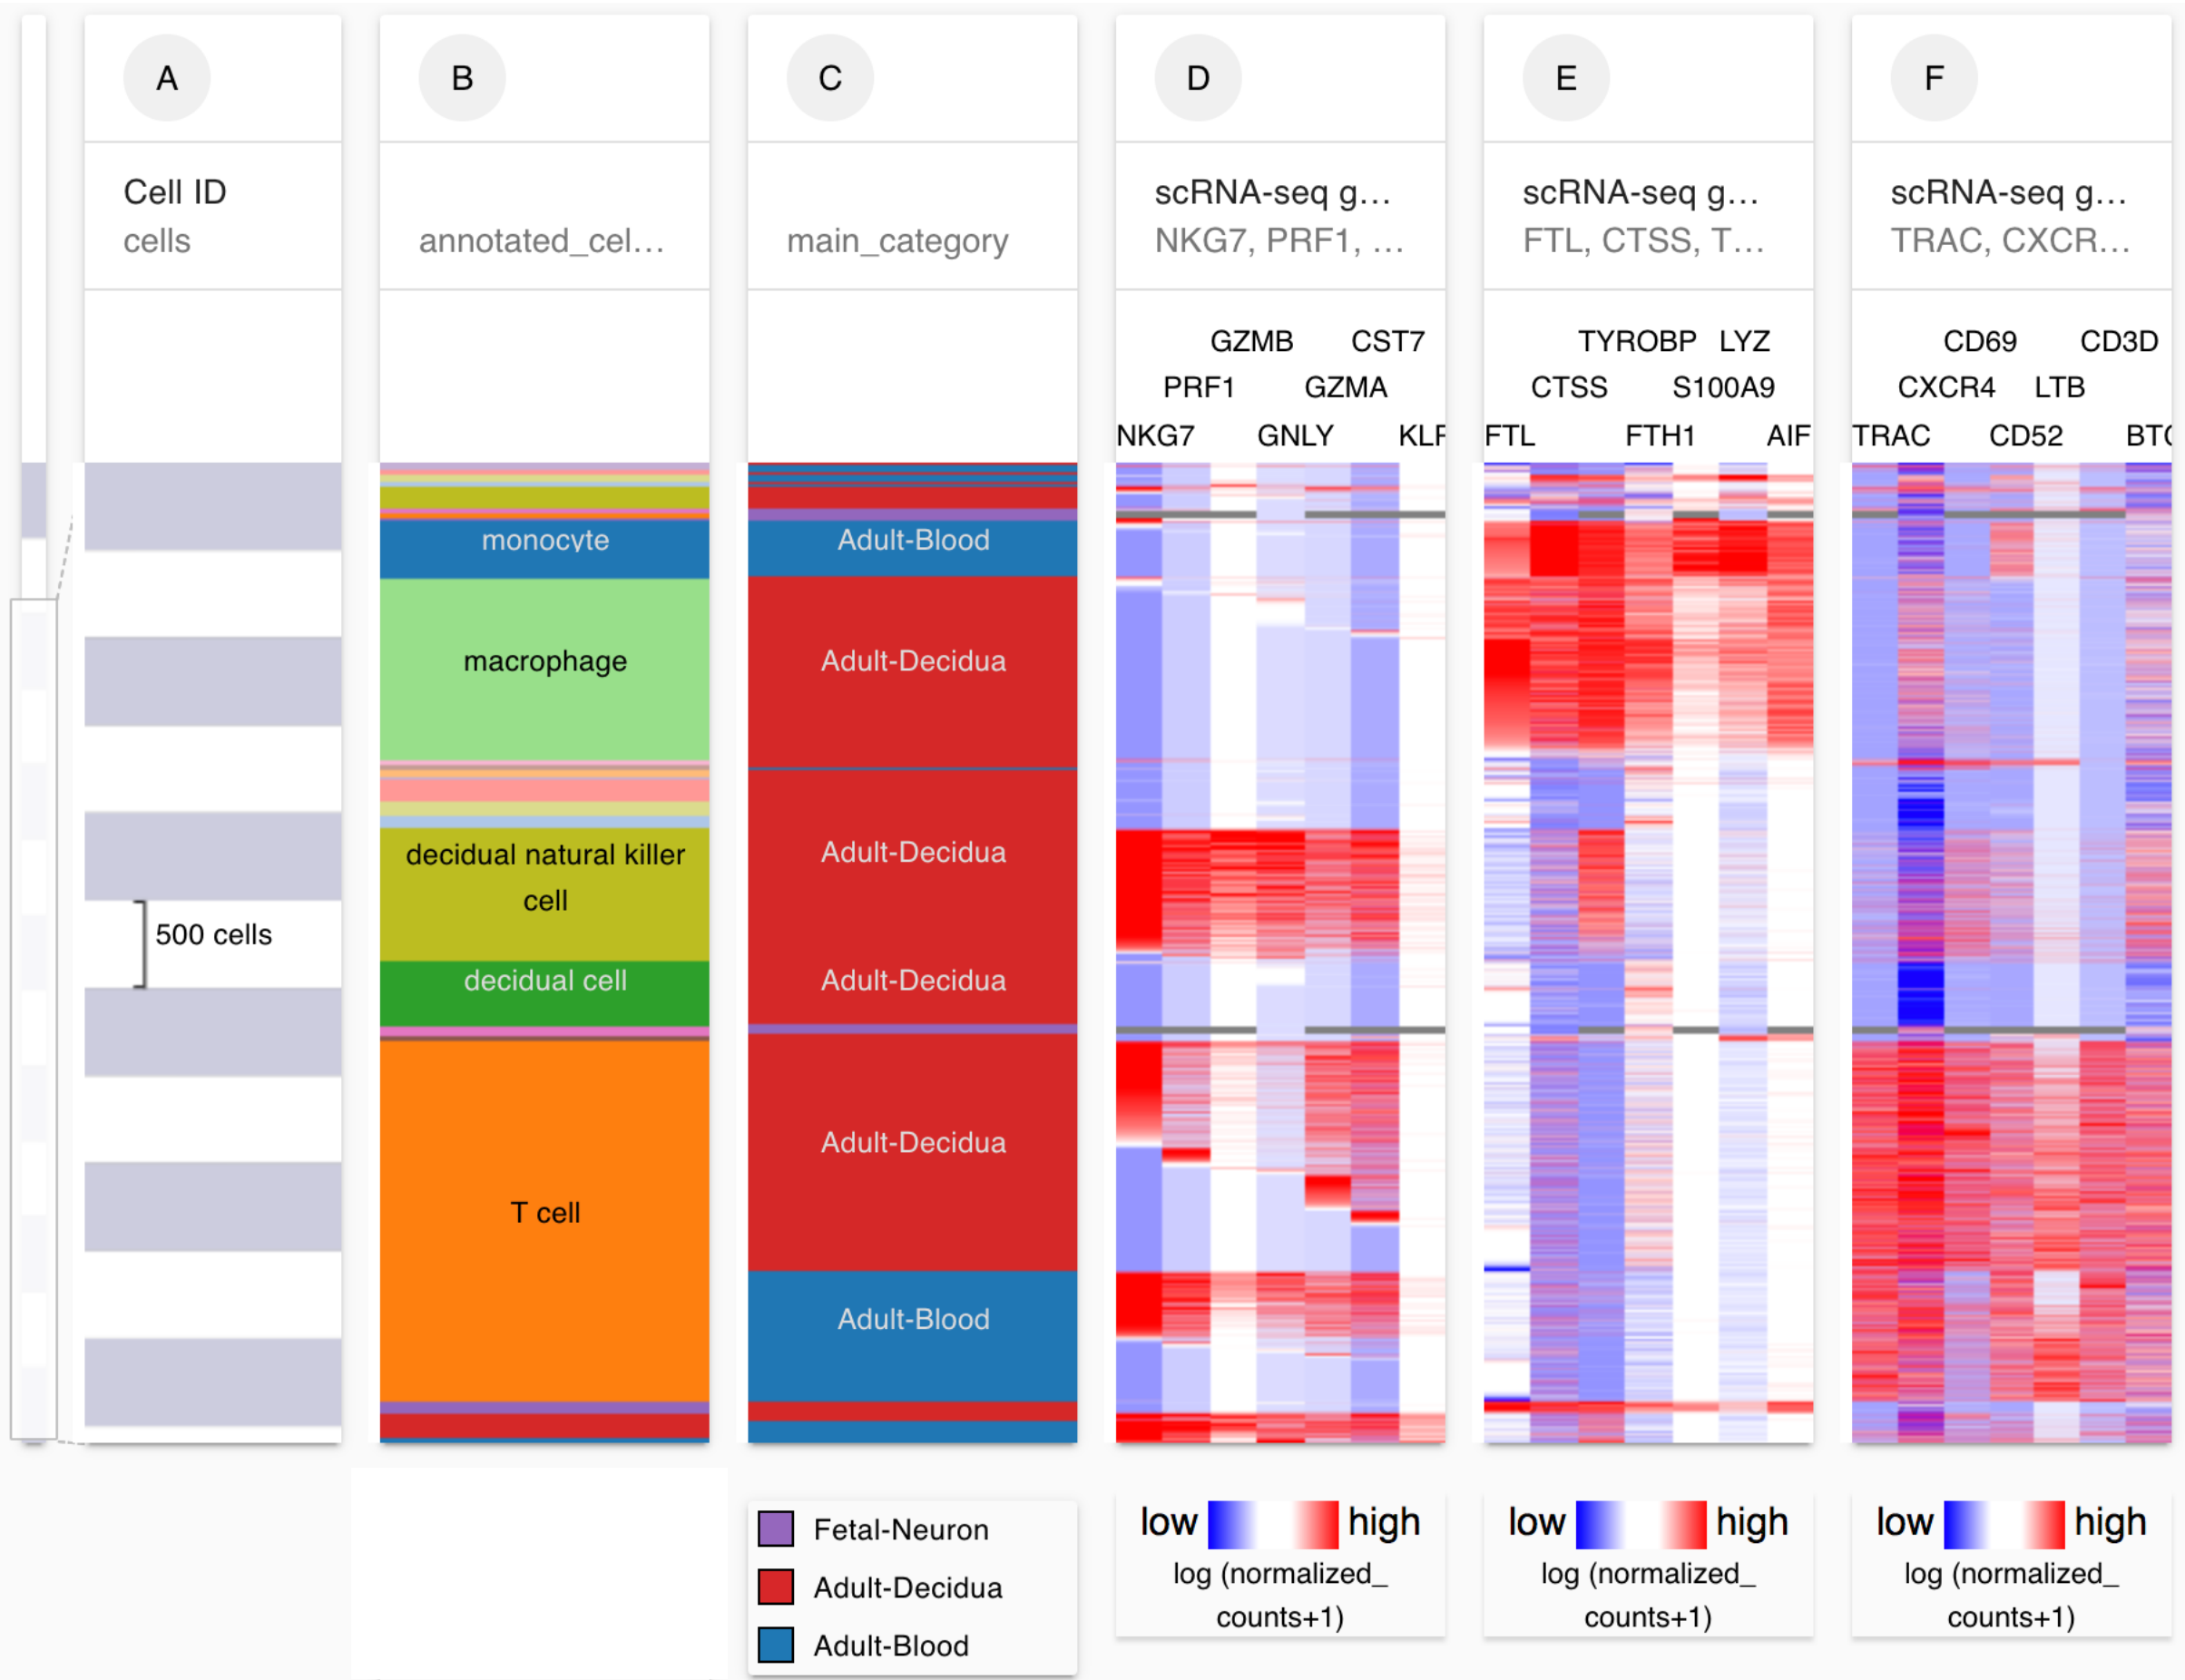 A
B
C
D
E
F
Cell ID
cells
annotated_cel...
main_category
scRNA-seq g...
NKG7, PRF1, ...
scRNA-seq g...
FTL, CTSS, T...
scRNA-seq g...
TRAC, CXCR...
GZMB CST7
PRF1 GZMA
NKG7 GNLY
TYROBP LYZ
CTSS S100A9
FTL FTH1 AIF
CD69 CD3D
CXCR4 LTB
TRAC CD52
500 cells
monocyte
macrophage
decidual natural killer
cell
decidual cell
T cell
Adult-Blood
Adult-Decidua
Adult-Decidua
Adult-Decidua
Adult-Decidua
Adult-Blood
Fetal-Neuron
Adult-Decidua
Adult-Blood
low high
log (normalized_
counts+1)
low high
log (normalized_
counts+1)
low high
log (normalized_
counts+1)